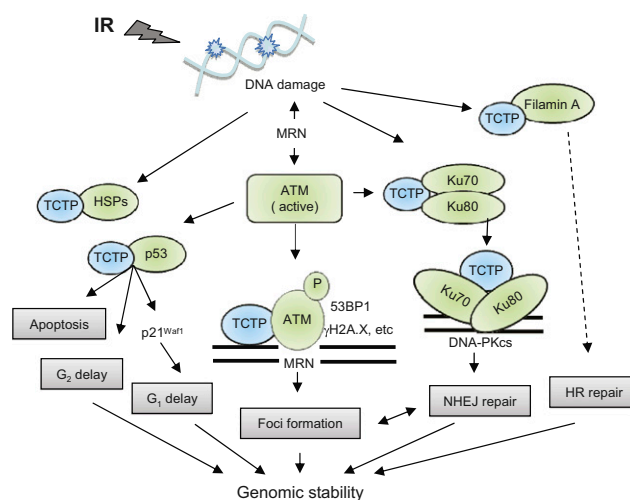 IR
DNA damage
TCTP
Filamin A
MRN
TCTP
HSPs
ATM
( active)
TCTP
Ku70
Ku80
TCTP
p53
P
TCTP
ATM
53BP1
γH2A.X, etc
TCTP
Ku70
Ku80
Apoptosis
p21Waf1
MRN
DNA-PKcs
G2 delay
G1 delay
Foci formation
NHEJ repair
HR repair
Genomic stability